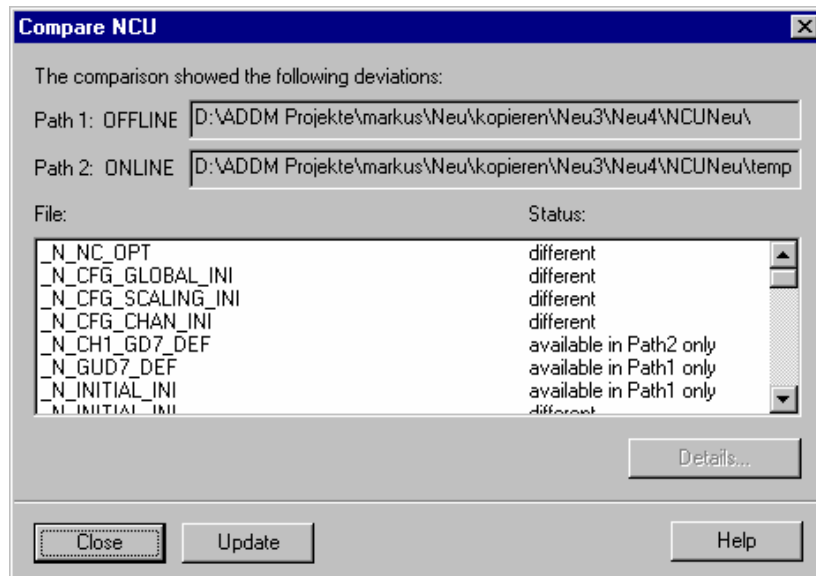 Compare NCU
The comparison showed the following deviations:
Path 1: OFFLINE D:\ADDM Projekte\markus\Neu\kopieren\Neu3\Neu4\NCUNeu\
Path 2: ONLINE D:\ADDM Projekte\markus\Neu\kopieren\Neu3\Neu4\NCUNeu\temp
File: Status:
_N_NC_OPT different
_N_CFG_GLOBAL_INI different
_N_CFG_SCALING_INI different
_N_CFG_CHAN_INI different
_N_CH1_GD7_DEF available in Path2 only
_N_GUD7_DEF available in Path1 only
_N_INITIAL_INI available in Path1 only
_N_INITIAL_INI different
Details...
Close Update Help